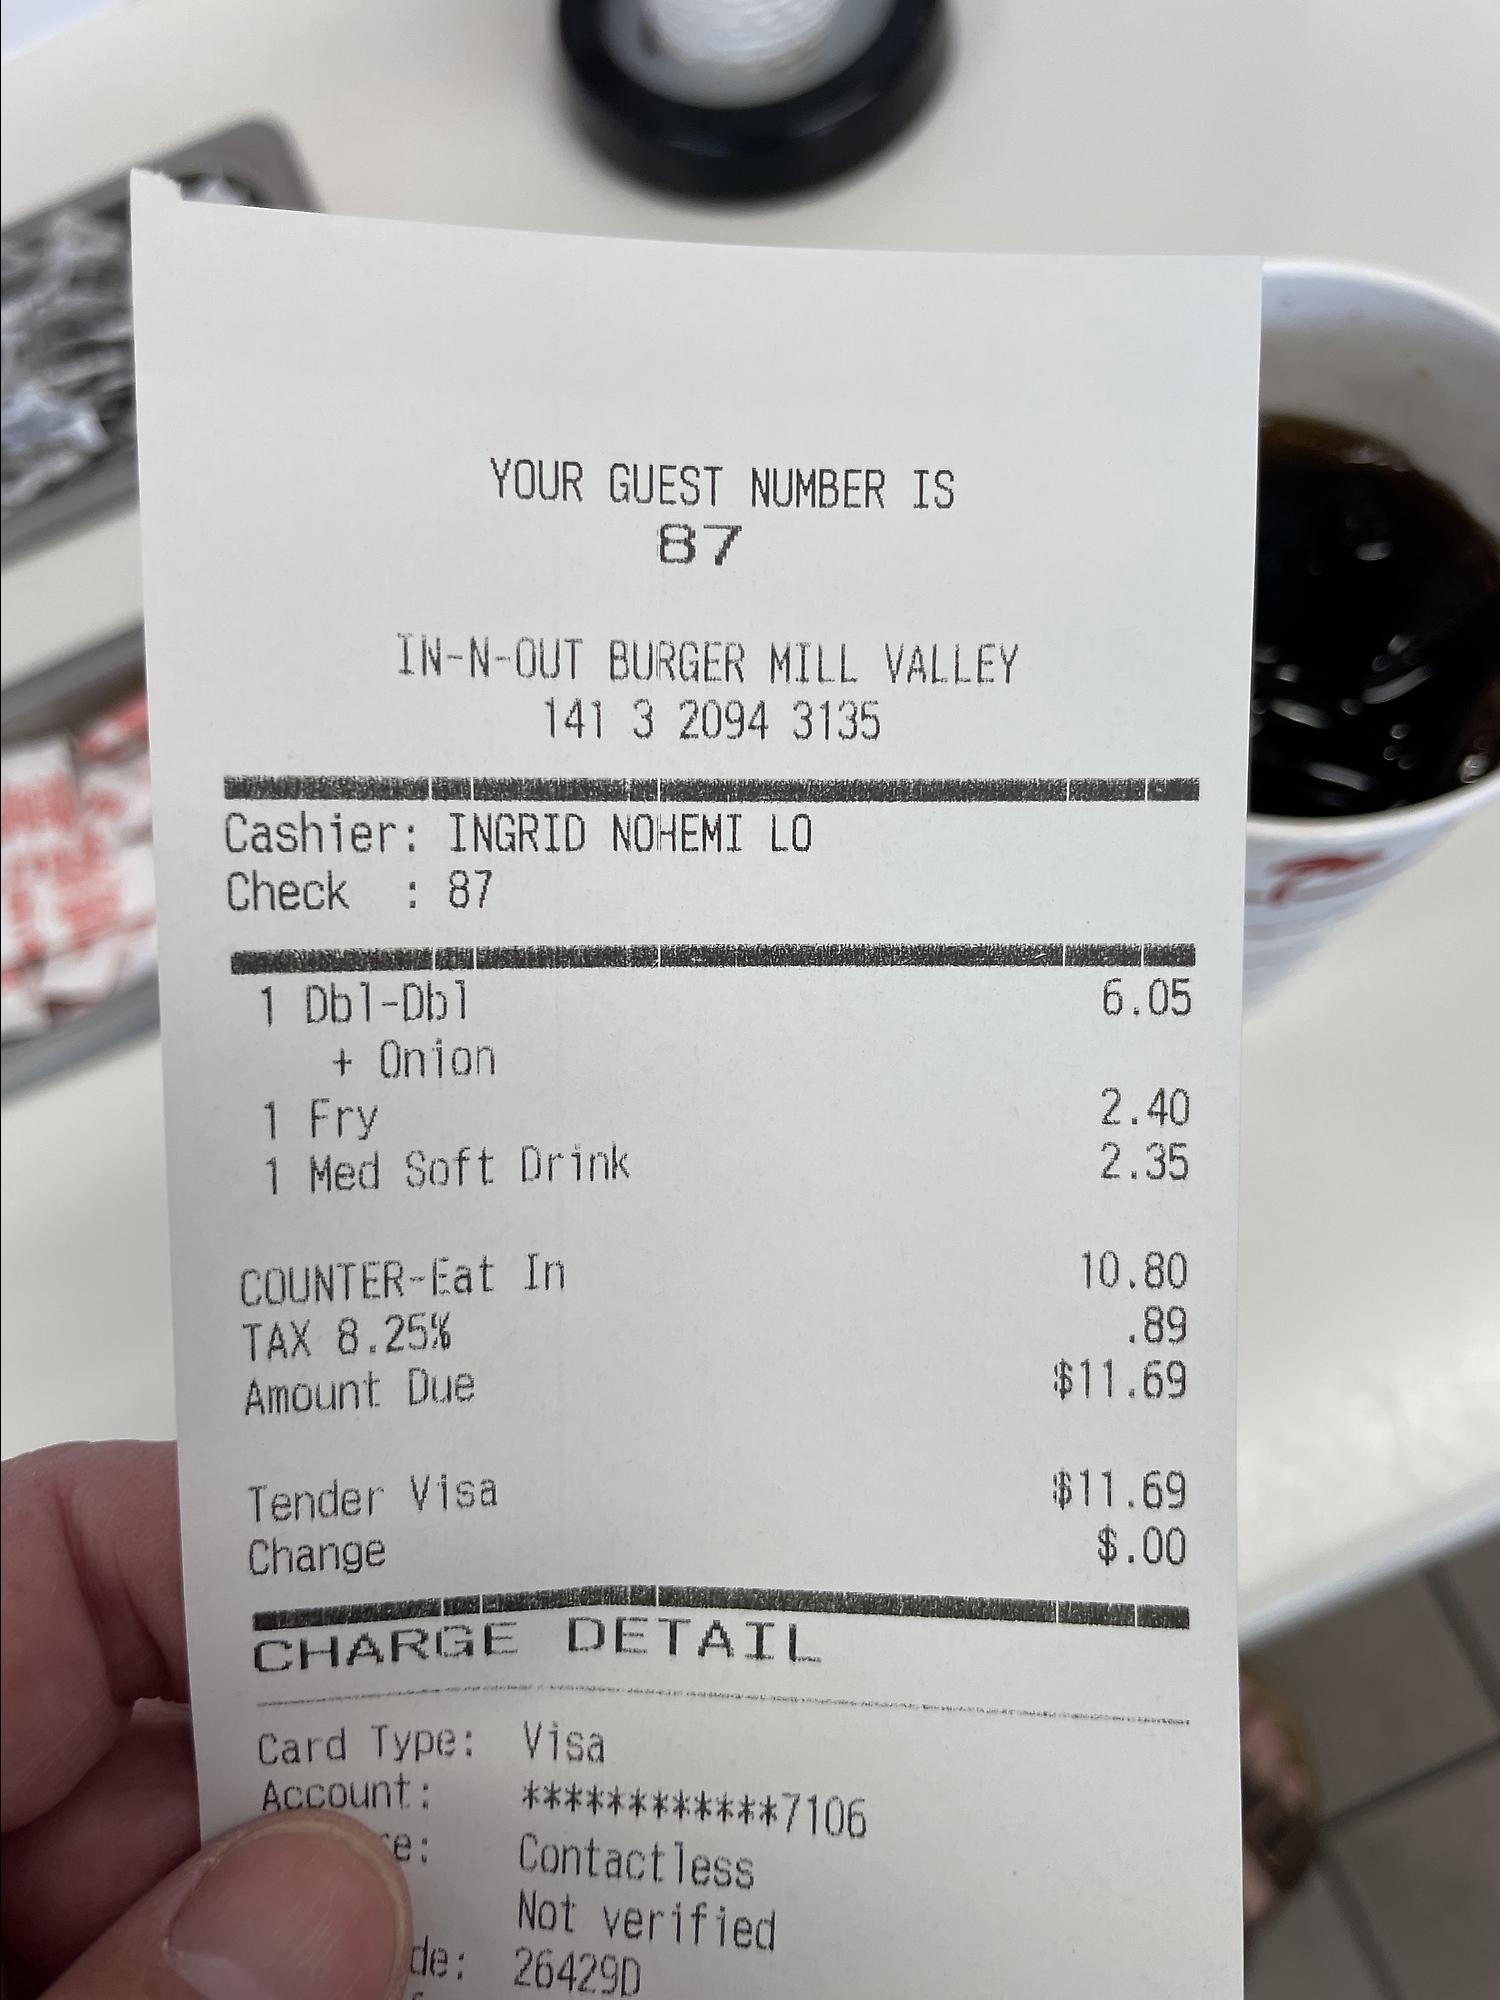 YOUR GUEST NUMBER IS
87
IN-N-OUT BURGER MILL VALLEY
141 3 2094 3135
Cashier: INGRID NOHEMI LO
Check : 87
1 Dbl-Dbl 6.05
+ Onion
1 Fry 2.40
1 Med Soft Drink 2.35
COUNTER-Eat In 10.80
TAX 8.25% .89
Amount Due $11.69
Tender Visa $11.69
Change $.00
CHARGE DETAIL
Card Type: Visa
Account: ************7106
Contactless
Not verified
26429D